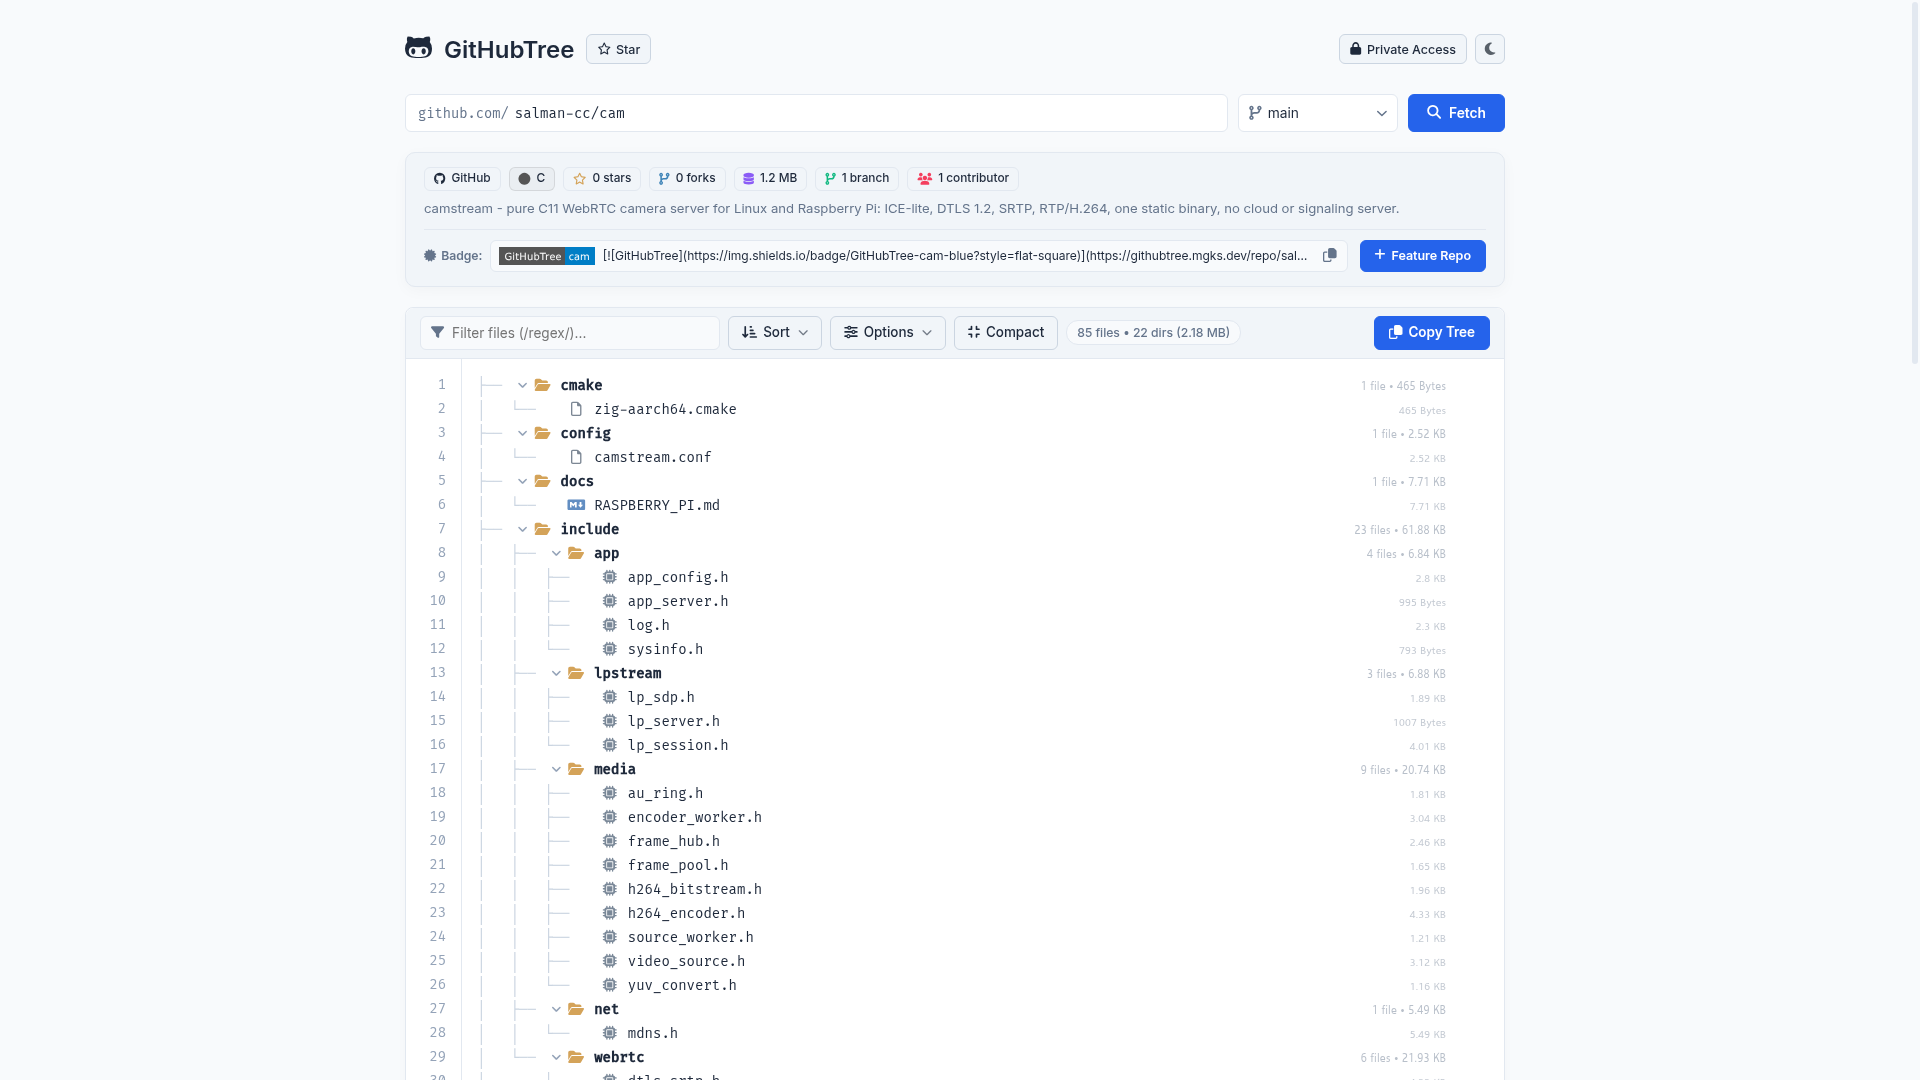 GitHubTree
Star
Private Access
github.com/ salman-cc/cam
main
Fetch
GitHub
C
0 stars
0 forks
1.2 MB
1 branch
1 contributor
camstream - pure C11 WebRTC camera server for Linux and Raspberry Pi: ICE-lite, DTLS 1.2, SRTP, RTP/H.264, one static binary, no cloud or signaling server.
Badge:
GitHubTree cam
[![GitHubTree](https://img.shields.io/badge/GitHubTree-cam-blue?style=flat-square)](https://githubtree.mgks.dev/repo/sal...
Feature Repo
Filter files (/regex/)...
Sort
Options
Compact
85 files • 22 dirs (2.18 MB)
Copy Tree
1 cmake 1 file • 465 Bytes
2 zig-aarch64.cmake 465 Bytes
3 config 1 file • 2.52 KB
4 camstream.conf 2.52 KB
5 docs 1 file • 7.71 KB
6 RASPBERRY_PI.md 7.71 KB
7 include 23 files • 61.88 KB
8 app 4 files • 6.84 KB
9 app_config.h 2.8 KB
10 app_server.h 995 Bytes
11 log.h 2.3 KB
12 sysinfo.h 793 Bytes
13 lpstream 3 files • 6.88 KB
14 lp_sdp.h 1.89 KB
15 lp_server.h 1007 Bytes
16 lp_session.h 4.01 KB
17 media 9 files • 20.74 KB
18 au_ring.h 1.81 KB
19 encoder_worker.h 3.04 KB
20 frame_hub.h 2.46 KB
21 frame_pool.h 1.65 KB
22 h264_bitstream.h 1.96 KB
23 h264_encoder.h 4.33 KB
24 source_worker.h 1.21 KB
25 video_source.h 3.12 KB
26 yuv_convert.h 1.16 KB
27 net 1 file • 5.49 KB
28 mdns.h 5.49 KB
29 webrtc 6 files • 21.93 KB
30 dtls_srtp.h